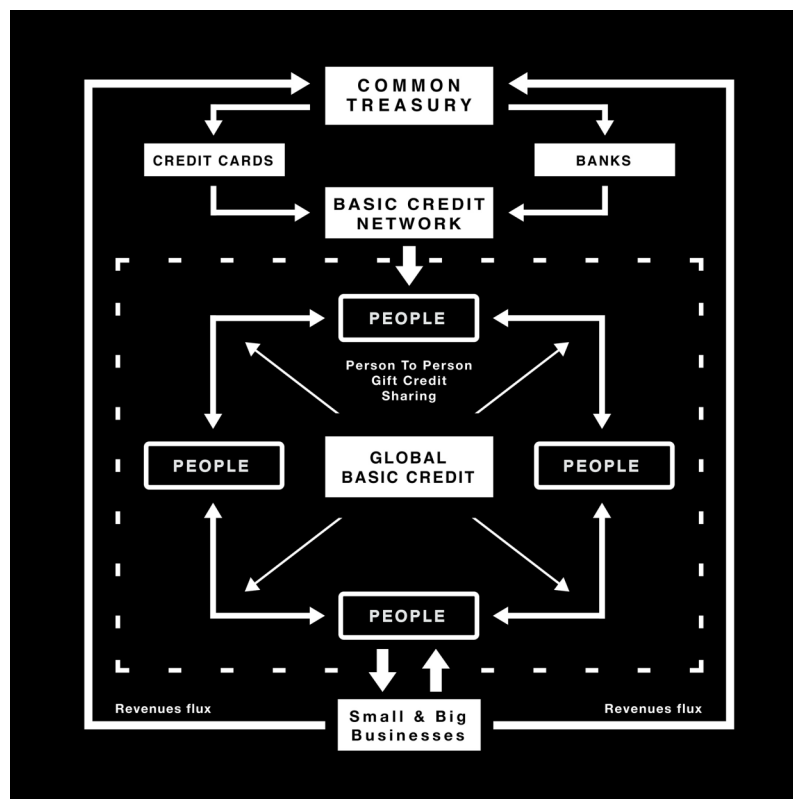 COMMON
TREASURY
CREDIT CARDS
BANKS
BASIC CREDIT
NETWORK
PEOPLE
Person To Person
Gift Credit
Sharing
PEOPLE
GLOBAL
BASIC CREDIT
PEOPLE
PEOPLE
Revenues flux
Small & Big
Businesses
Revenues flux